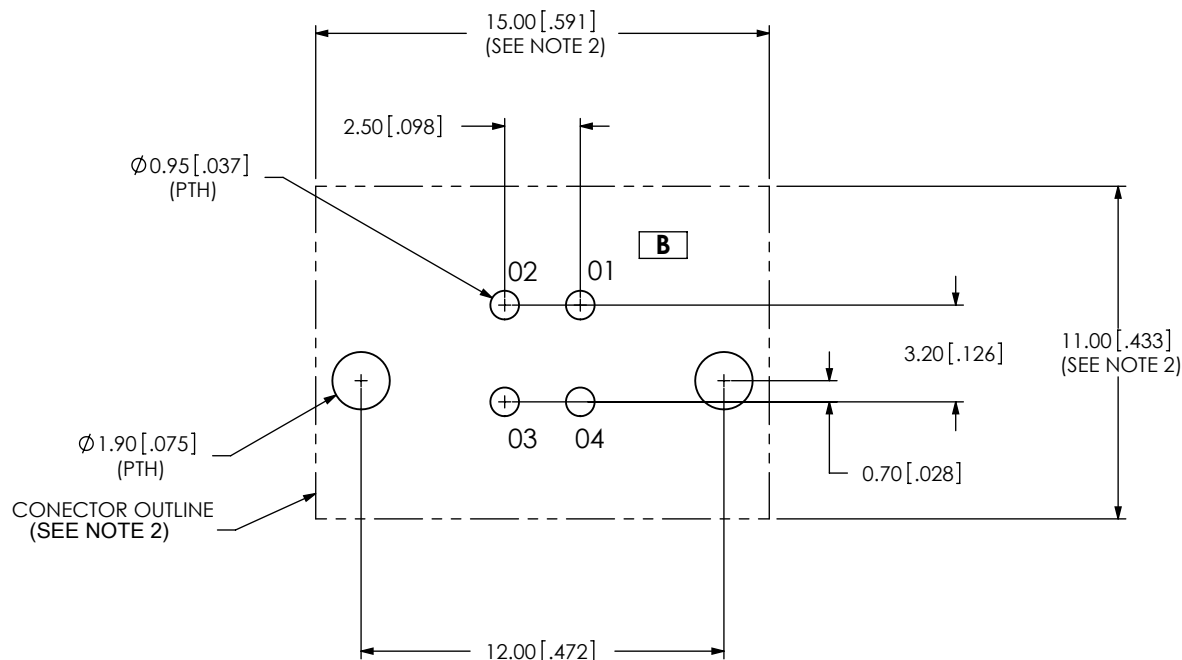 15.00 [.591]
(SEE NOTE 2)
2.50 [.098]
Ø0.95 [.037]
(PTH)
B
02 01
3.20 [.126]
11.00 [.433]
(SEE NOTE 2)
03 04
Ø1.90 [.075]
(PTH)
0.70 [.028]
CONECTOR OUTLINE
(SEE NOTE 2)
12.00 [.472]